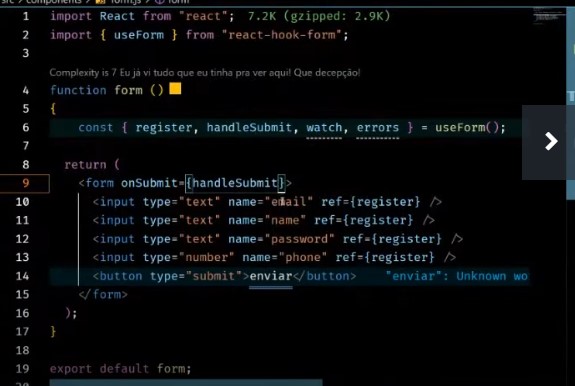 src > components > form.js > form
1 import React from "react"; 7.2K (gzipped: 2.9K)
2 import { useForm } from "react-hook-form";
3
Complexity is 7 Eu já vi tudo que eu tinha pra ver aqui! Que decepção!
4 function form ()
5 {
6 const { register, handleSubmit, watch, errors } = useForm();
7
8 return (
9 <form onSubmit={handleSubmit}>
10 <input type="text" name="email" ref={register} />
11 <input type="text" name="name" ref={register} />
12 <input type="text" name="password" ref={register} />
13 <input type="number" name="phone" ref={register} />
14 <button type="submit">enviar</button> "enviar": Unknown wo
15 </form>
16 );
17 }
18
19 export default form;
20